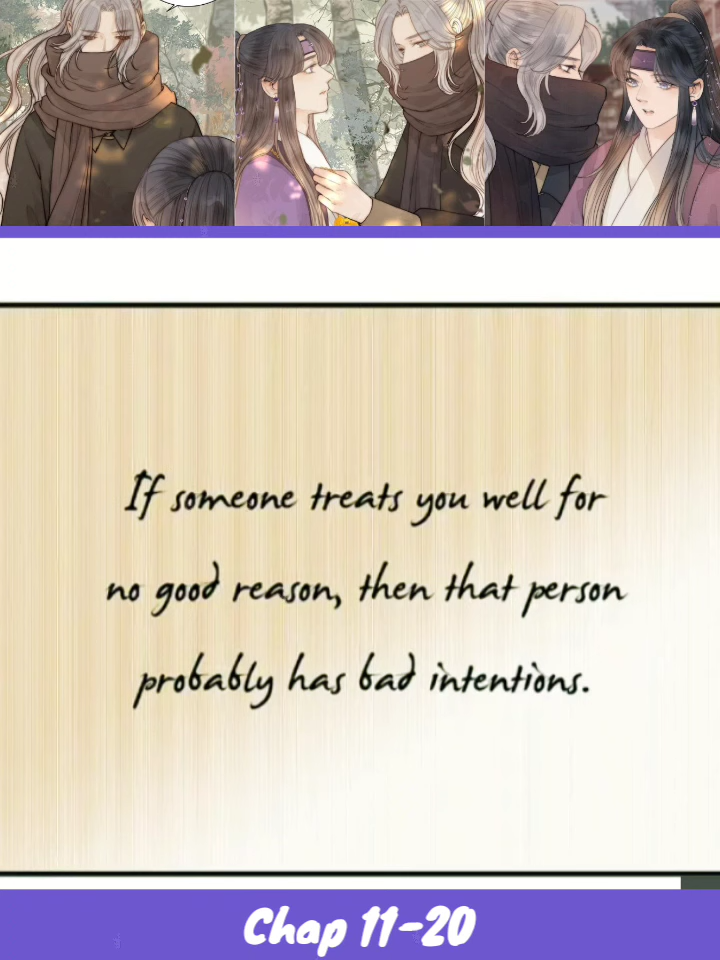 If someone treats you well for
no good reason, then that person
probably has bad intentions.
Chap 11-20